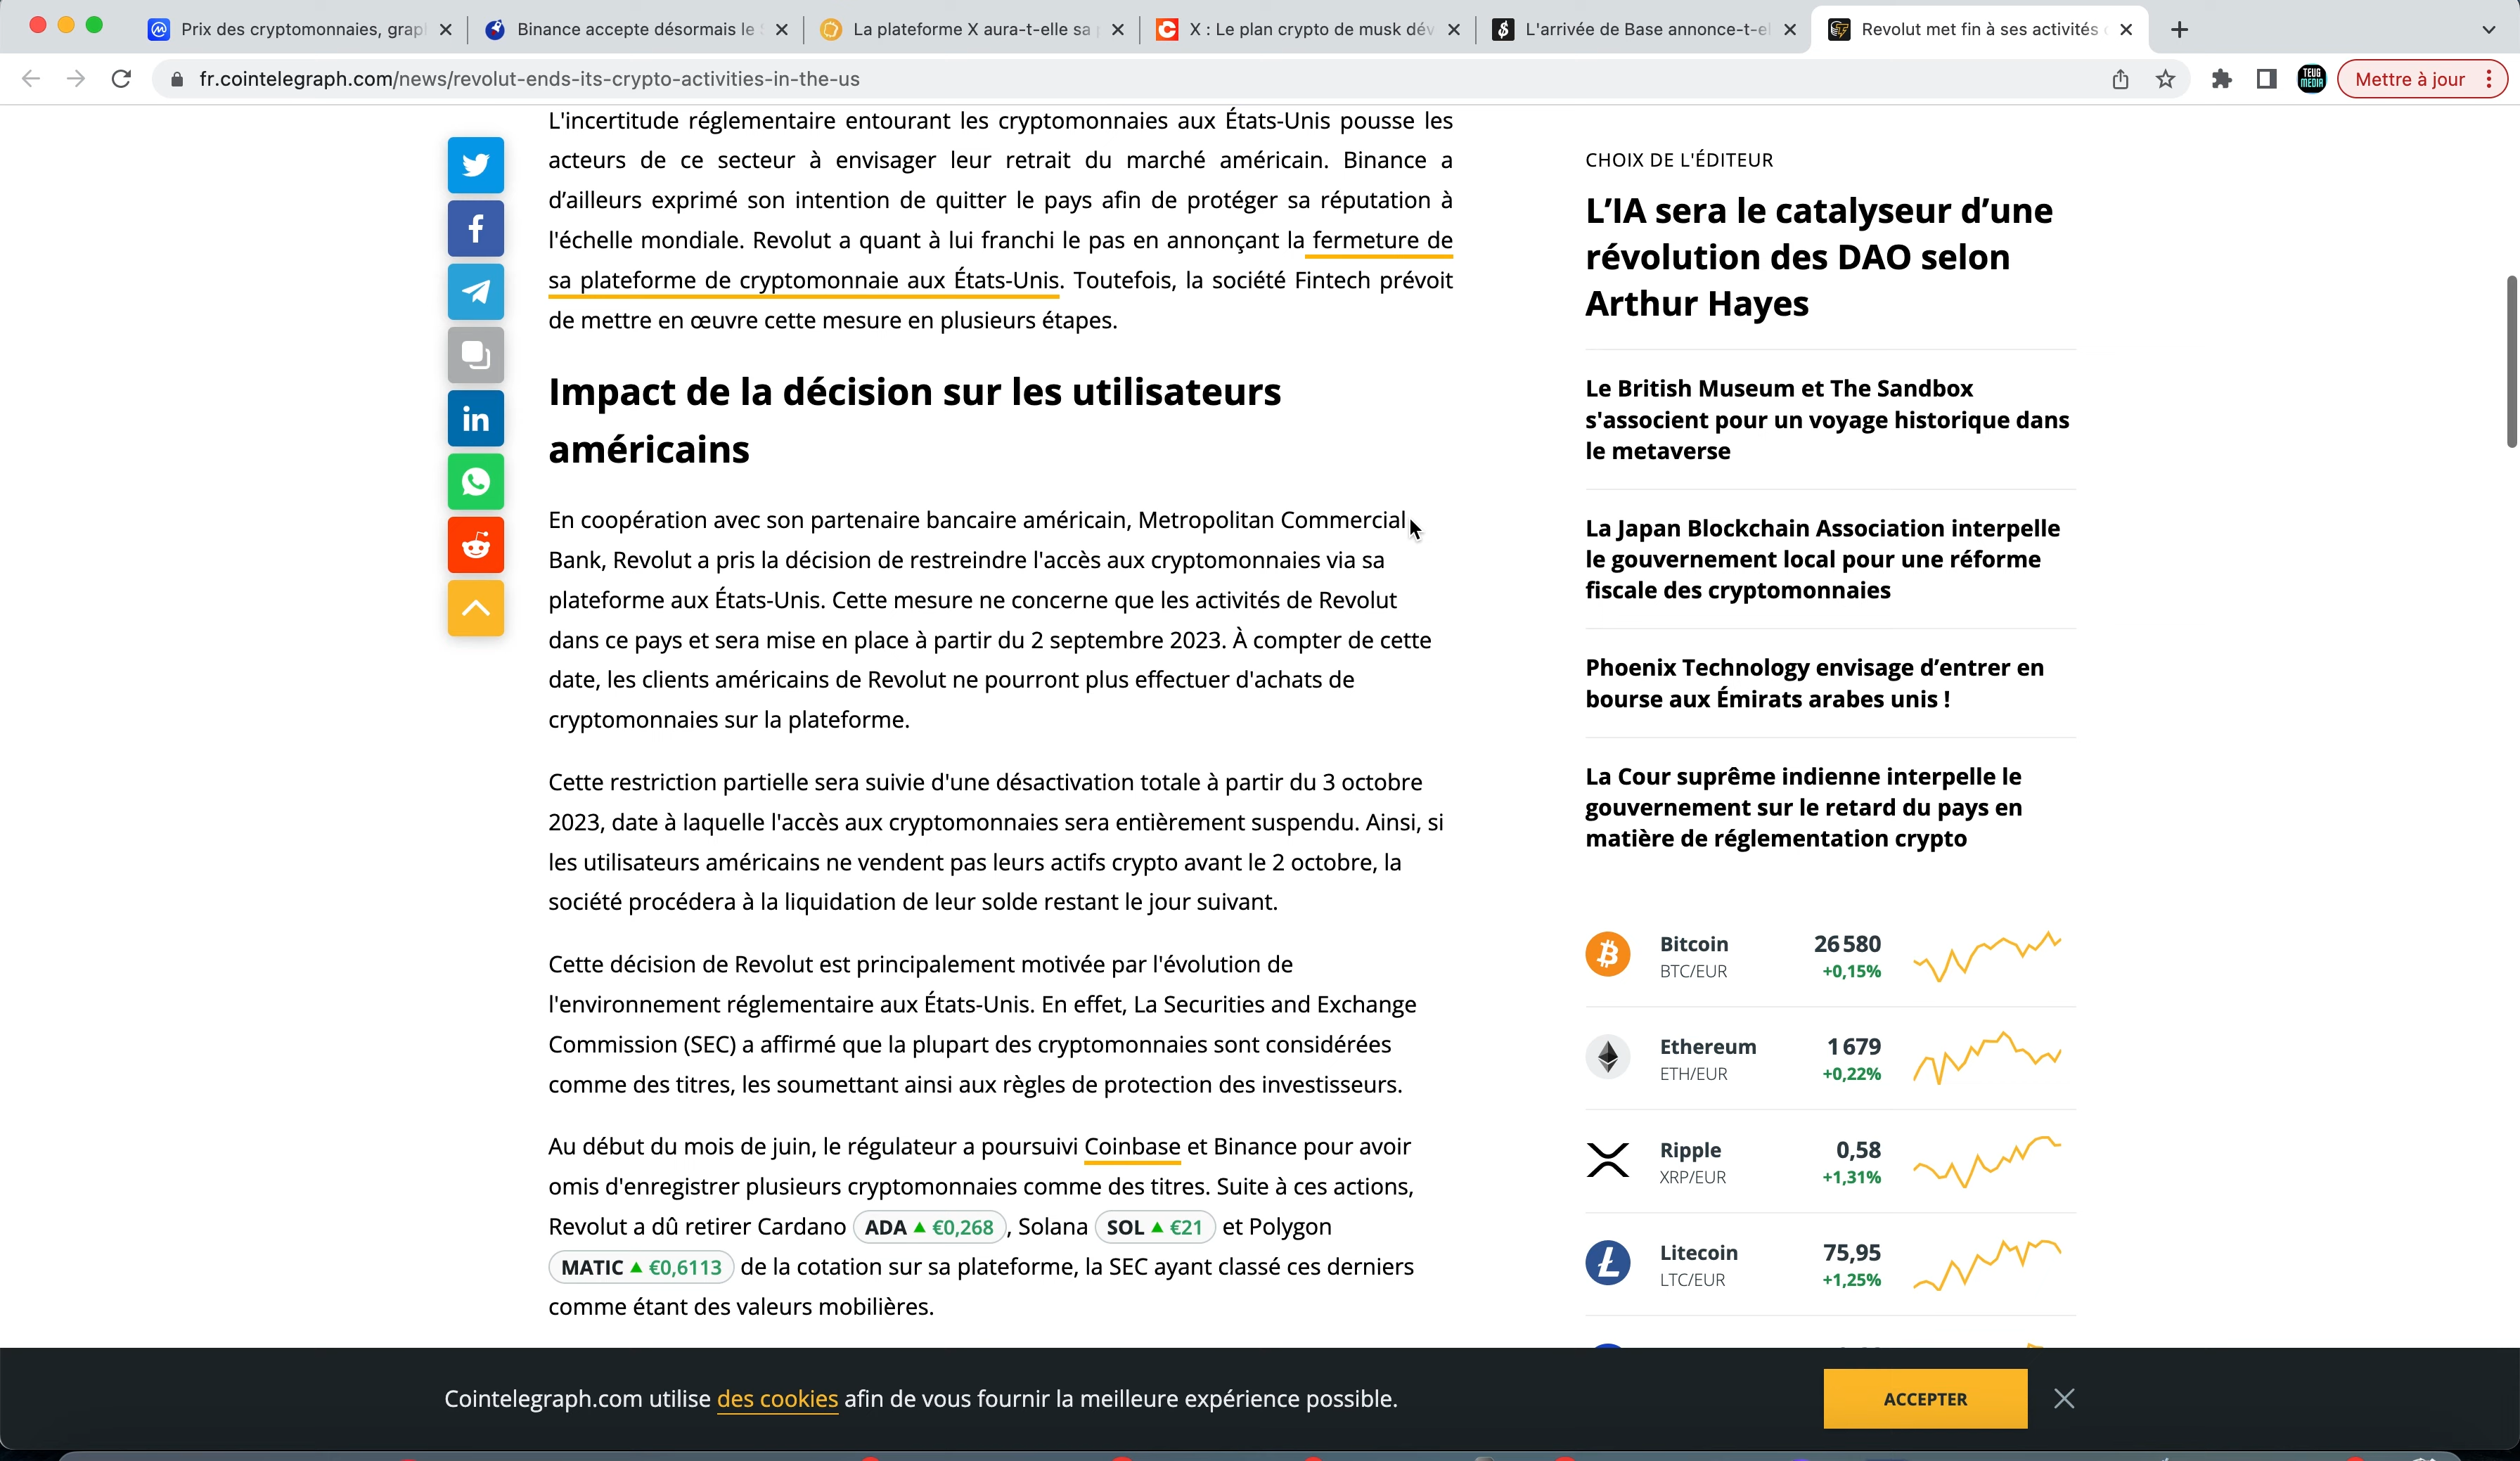 Prix des cryptomonnaies, grap
Binance accepte désormais le
La plateforme X aura-t-elle sa
X : Le plan crypto de musk dév
L'arrivée de Base annonce-t-el
Revolut met fin à ses activités
fr.cointelegraph.com/news/revolut-ends-its-crypto-activities-in-the-us
TEUG
MEDIA
Mettre à jour
L'incertitude réglementaire entourant les cryptomonnaies aux États-Unis pousse les
acteurs de ce secteur à envisager leur retrait du marché américain. Binance a
d’ailleurs exprimé son intention de quitter le pays afin de protéger sa réputation à
l'échelle mondiale. Revolut a quant à lui franchi le pas en annonçant la fermeture de
sa plateforme de cryptomonnaie aux États-Unis. Toutefois, la société Fintech prévoit
de mettre en œuvre cette mesure en plusieurs étapes.
Impact de la décision sur les utilisateurs
américains
En coopération avec son partenaire bancaire américain, Metropolitan Commercial
Bank, Revolut a pris la décision de restreindre l'accès aux cryptomonnaies via sa
plateforme aux États-Unis. Cette mesure ne concerne que les activités de Revolut
dans ce pays et sera mise en place à partir du 2 septembre 2023. À compter de cette
date, les clients américains de Revolut ne pourront plus effectuer d'achats de
cryptomonnaies sur la plateforme.
Cette restriction partielle sera suivie d'une désactivation totale à partir du 3 octobre
2023, date à laquelle l'accès aux cryptomonnaies sera entièrement suspendu. Ainsi, si
les utilisateurs américains ne vendent pas leurs actifs crypto avant le 2 octobre, la
société procédera à la liquidation de leur solde restant le jour suivant.
Cette décision de Revolut est principalement motivée par l'évolution de
l'environnement réglementaire aux États-Unis. En effet, La Securities and Exchange
Commission (SEC) a affirmé que la plupart des cryptomonnaies sont considérées
comme des titres, les soumettant ainsi aux règles de protection des investisseurs.
Au début du mois de juin, le régulateur a poursuivi Coinbase et Binance pour avoir
omis d'enregistrer plusieurs cryptomonnaies comme des titres. Suite à ces actions,
Revolut a dû retirer Cardano ADA ▲ €0,268 , Solana SOL ▲ €21 et Polygon
MATIC ▲ €0,6113 de la cotation sur sa plateforme, la SEC ayant classé ces derniers
comme étant des valeurs mobilières.
CHOIX DE L'ÉDITEUR
L’IA sera le catalyseur d’une
révolution des DAO selon
Arthur Hayes
Le British Museum et The Sandbox
s'associent pour un voyage historique dans
le metaverse
La Japan Blockchain Association interpelle
le gouvernement local pour une réforme
fiscale des cryptomonnaies
Phoenix Technology envisage d’entrer en
bourse aux Émirats arabes unis !
La Cour suprême indienne interpelle le
gouvernement sur le retard du pays en
matière de réglementation crypto
Bitcoin 26 580
BTC/EUR +0,15%
Ethereum 1 679
ETH/EUR +0,22%
Ripple 0,58
XRP/EUR +1,31%
Litecoin 75,95
LTC/EUR +1,25%
Cointelegraph.com utilise des cookies afin de vous fournir la meilleure expérience possible.
ACCEPTER